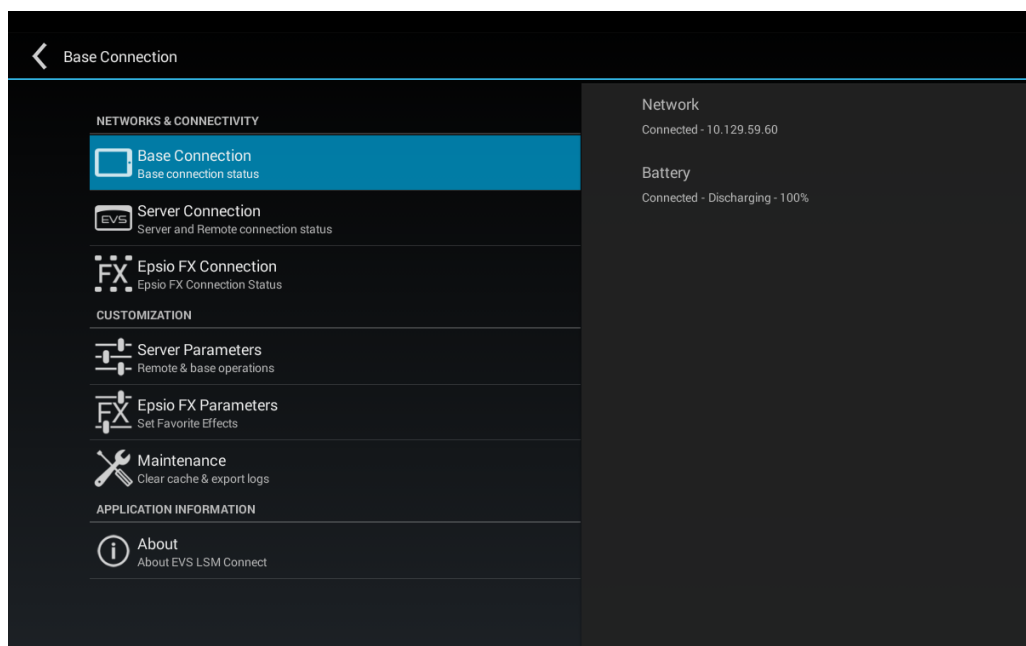 Base Connection
NETWORKS & CONNECTIVITY
Base Connection
Base connection status
EVS
Server Connection
Server and Remote connection status
FX
Epsio FX Connection
Epsio FX Connection Status
CUSTOMIZATION
Server Parameters
Remote & base operations
FX
Epsio FX Parameters
Set Favorite Effects
Maintenance
Clear cache & export logs
APPLICATION INFORMATION
About
About EVS LSM Connect
Network
Connected - 10.129.59.60
Battery
Connected - Discharging - 100%